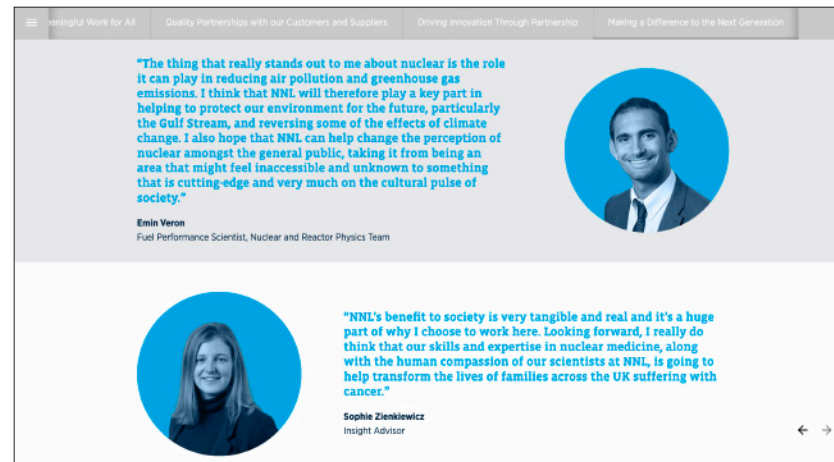 eaningful Work for All
Quality Partnerships with our Customers and Suppliers
Driving Innovation Through Partnership
Making a Difference to the Next Generation
"The thing that really stands out to me about nuclear is the role
it can play in reducing air pollution and greenhouse gas
emissions. I think that NNL will therefore play a key part in
helping to protect our environment for the future, particularly
the Gulf Stream, and reversing some of the effects of climate
change. I also hope that NNL can help change the perception of
nuclear amongst the general public, taking it from being an
area that might feel inaccessible and unknown to something
that is cutting-edge and very much on the cultural pulse of
society."
Emin Veron
Fuel Performance Scientist, Nuclear and Reactor Physics Team
"NNL's benefit to society is very tangible and real and it's a huge
part of why I choose to work here. Looking forward, I really do
think that our skills and expertise in nuclear medicine, along
with the human compassion of our scientists at NNL, is going to
help transform the lives of families across the UK suffering with
cancer."
Sophie Zienkiewicz
Insight Advisor